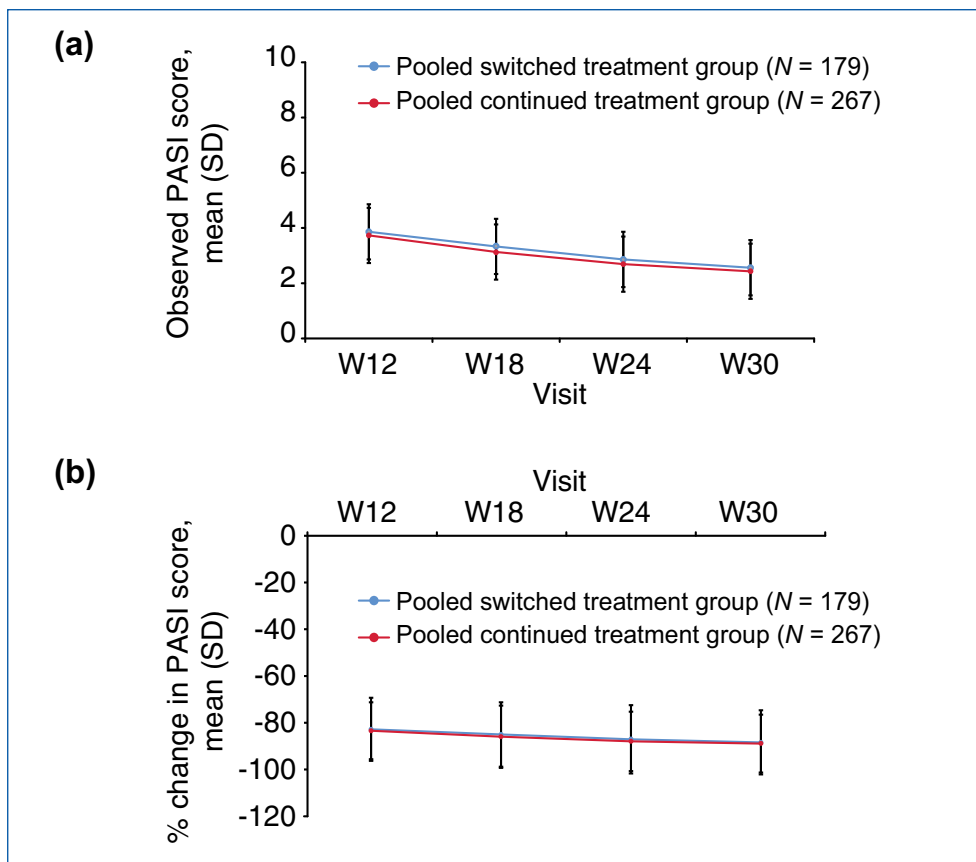 (a)
Observed PASI score,
mean (SD)
10
8
6
4
2
0
Pooled switched treatment group (N = 179)
Pooled continued treatment group (N = 267)
W12 W18 W24 W30
Visit
(b)
Visit
W12 W18 W24 W30
% change in PASI score,
mean (SD)
0
-20
-40
-60
-80
-100
-120
Pooled switched treatment group (N = 179)
Pooled continued treatment group (N = 267)